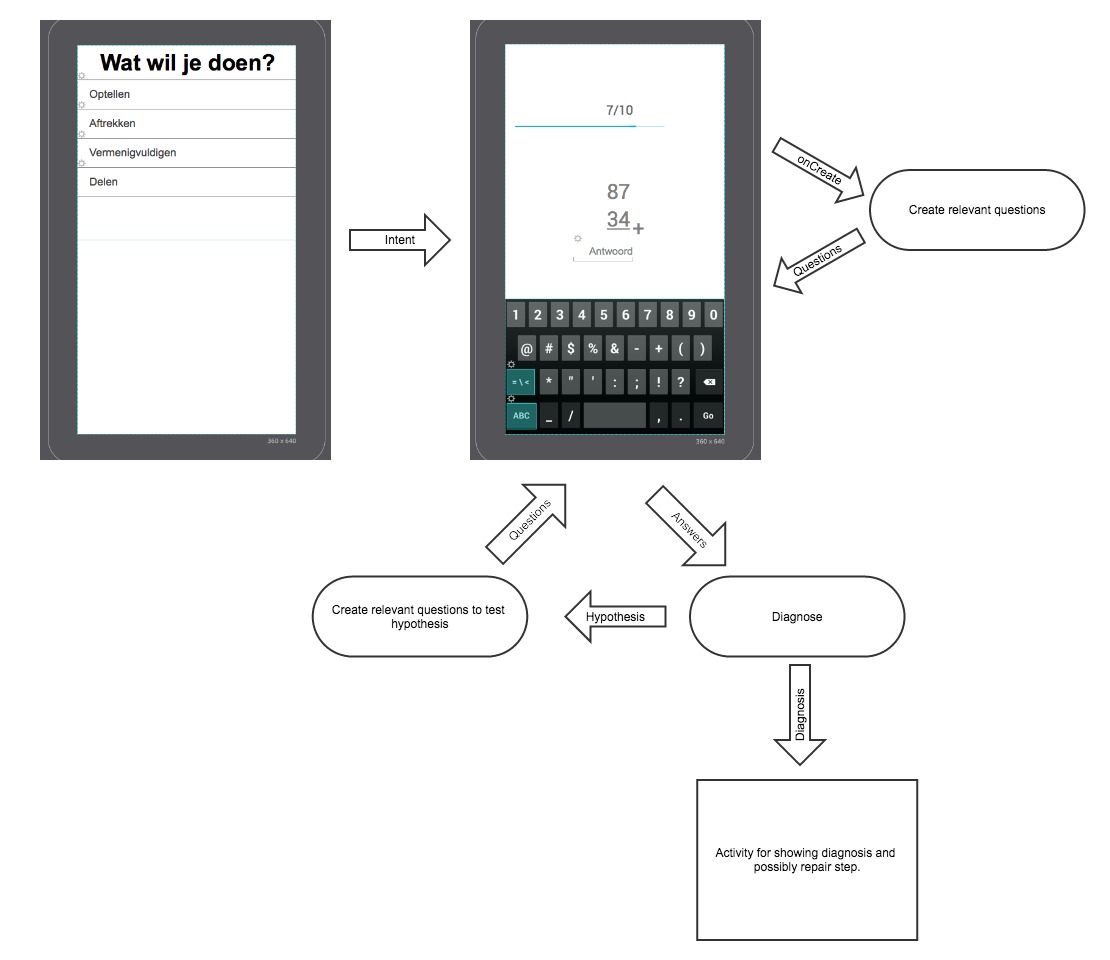 Wat wil je doen?
Optellen
Aftrekken
Vermenigvuldigen
Delen
360 x 640
Intent
7/10
87
34 +
Antwoord
1 2 3 4 5 6 7 8 9 0
@ # $ % & - + ( )
= \ < * " ' : ; ! ?
ABC _ / , . Go
360 x 640
onCreate
Create relevant questions
Questions
Questions
Answers
Create relevant questions to test
hypothesis
Hypothesis
Diagnose
Diagnosis
Activity for showing diagnosis and
possibly repair step.